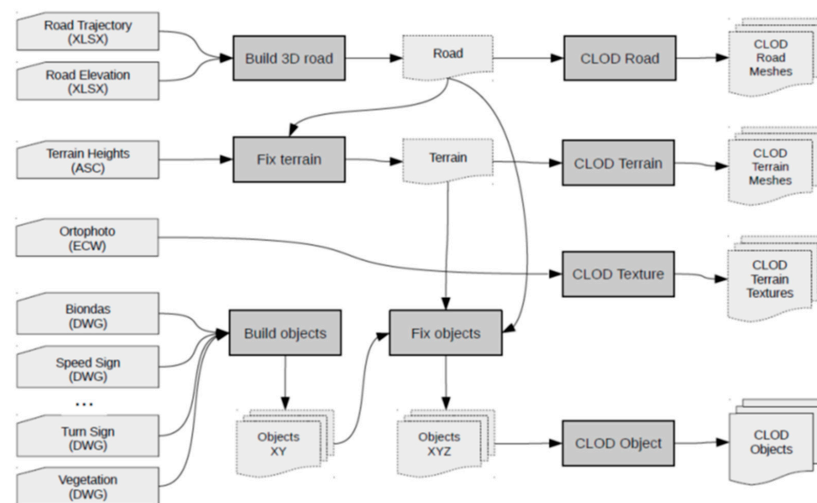 Road Trajectory
(XLSX)
Build 3D road
Road
CLOD Road
CLOD
Road
Meshes
Road Elevation
(XLSX)
Terrain Heights
(ASC)
Fix terrain
Terrain
CLOD Terrain
CLOD
Terrain
Meshes
Ortophoto
(ECW)
CLOD Texture
CLOD
Terrain
Textures
Biondas
(DWG)
Build objects
Fix objects
Speed Sign
(DWG)
...
Turn Sign
(DWG)
Objects
XY
Objects
XYZ
CLOD Object
CLOD
Objects
Vegetation
(DWG)